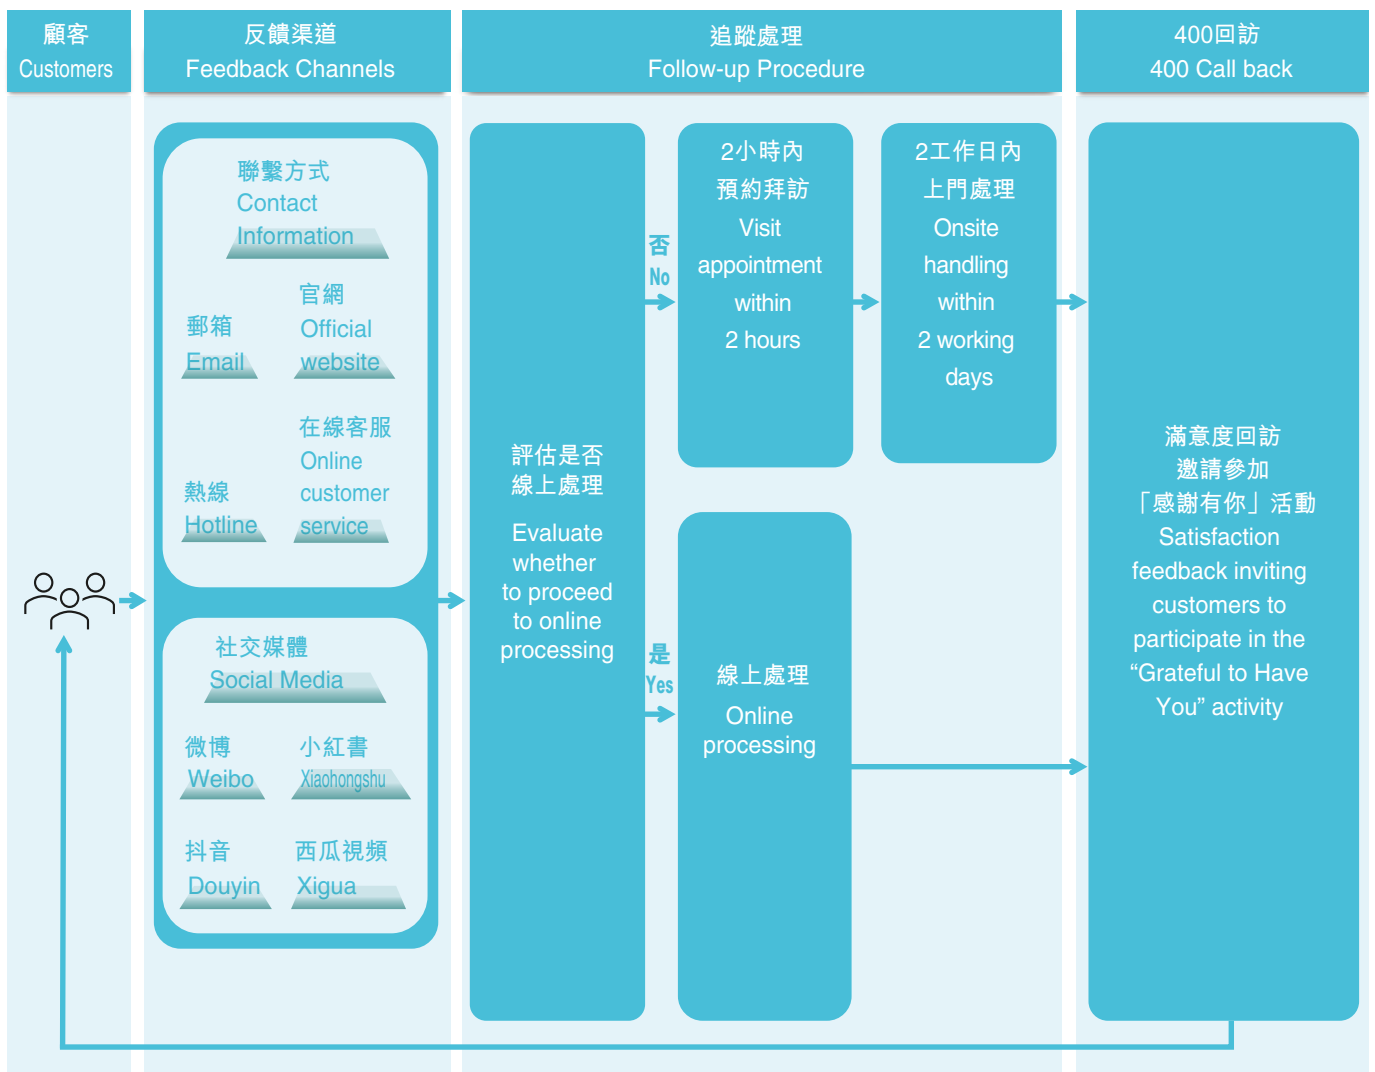 顧客
Customers
反饋渠道
Feedback Channels
追蹤處理
Follow-up Procedure
400回訪
400 Call back
聯繫方式
Contact
Information
郵箱
Email
官網
Official
website
熱線
Hotline
在線客服
Online
customer
service
社交媒體
Social Media
微博
Weibo
小紅書
Xiaohongshu
抖音
Douyin
西瓜視頻
Xigua
評估是否
線上處理
Evaluate
whether
to proceed
to online
processing
否
No
2小時內
預約拜訪
Visit
appointment
within
2 hours
2工作日內
上門處理
Onsite
handling
within
2 working
days
是
Yes
線上處理
Online
processing
滿意度回訪
邀請參加
「感謝有你」活動
Satisfaction
feedback inviting
customers to
participate in the
“Grateful to Have
You” activity